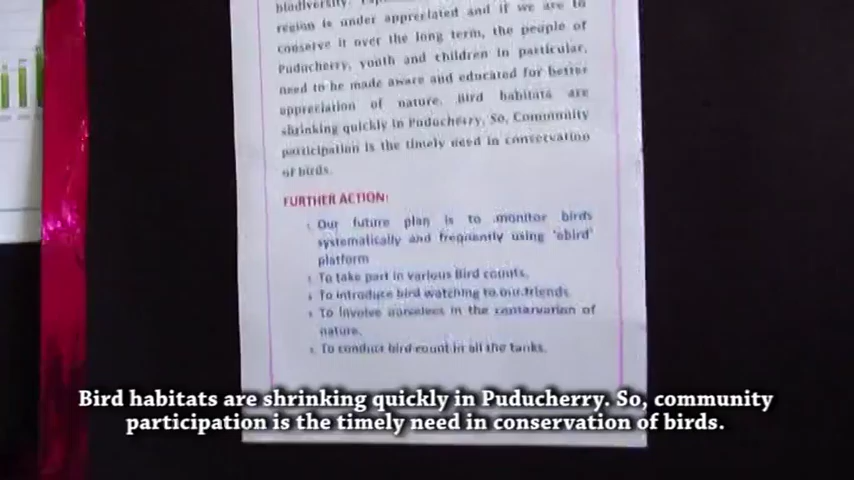 biodiversity.
region is under appreciated and if we are to
conserve it over the long term, the people of
Puducherry, youth and children in particular,
need to be made aware and educated for better
appreciation of nature. Bird habitats are
shrinking quickly in Puducherry. So, Community
participation is the timely need in conservation
of birds.
FURTHER ACTION:
Our future plan is to monitor birds
systematically and frequently using 'ebird'
platform
To take part in various Bird counts.
To introduce bird watching to our friends
To involve ourselves in the conservation of
nature.
To conduct bird count in all the tanks.
Bird habitats are shrinking quickly in Puducherry. So, community
participation is the timely need in conservation of birds.